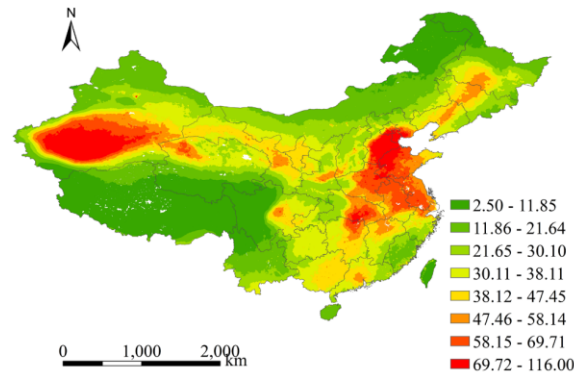 N
2.50 - 11.85
11.86 - 21.64
21.65 - 30.10
30.11 - 38.11
38.12 - 47.45
47.46 - 58.14
58.15 - 69.71
69.72 - 116.00
0 1,000 2,000
km